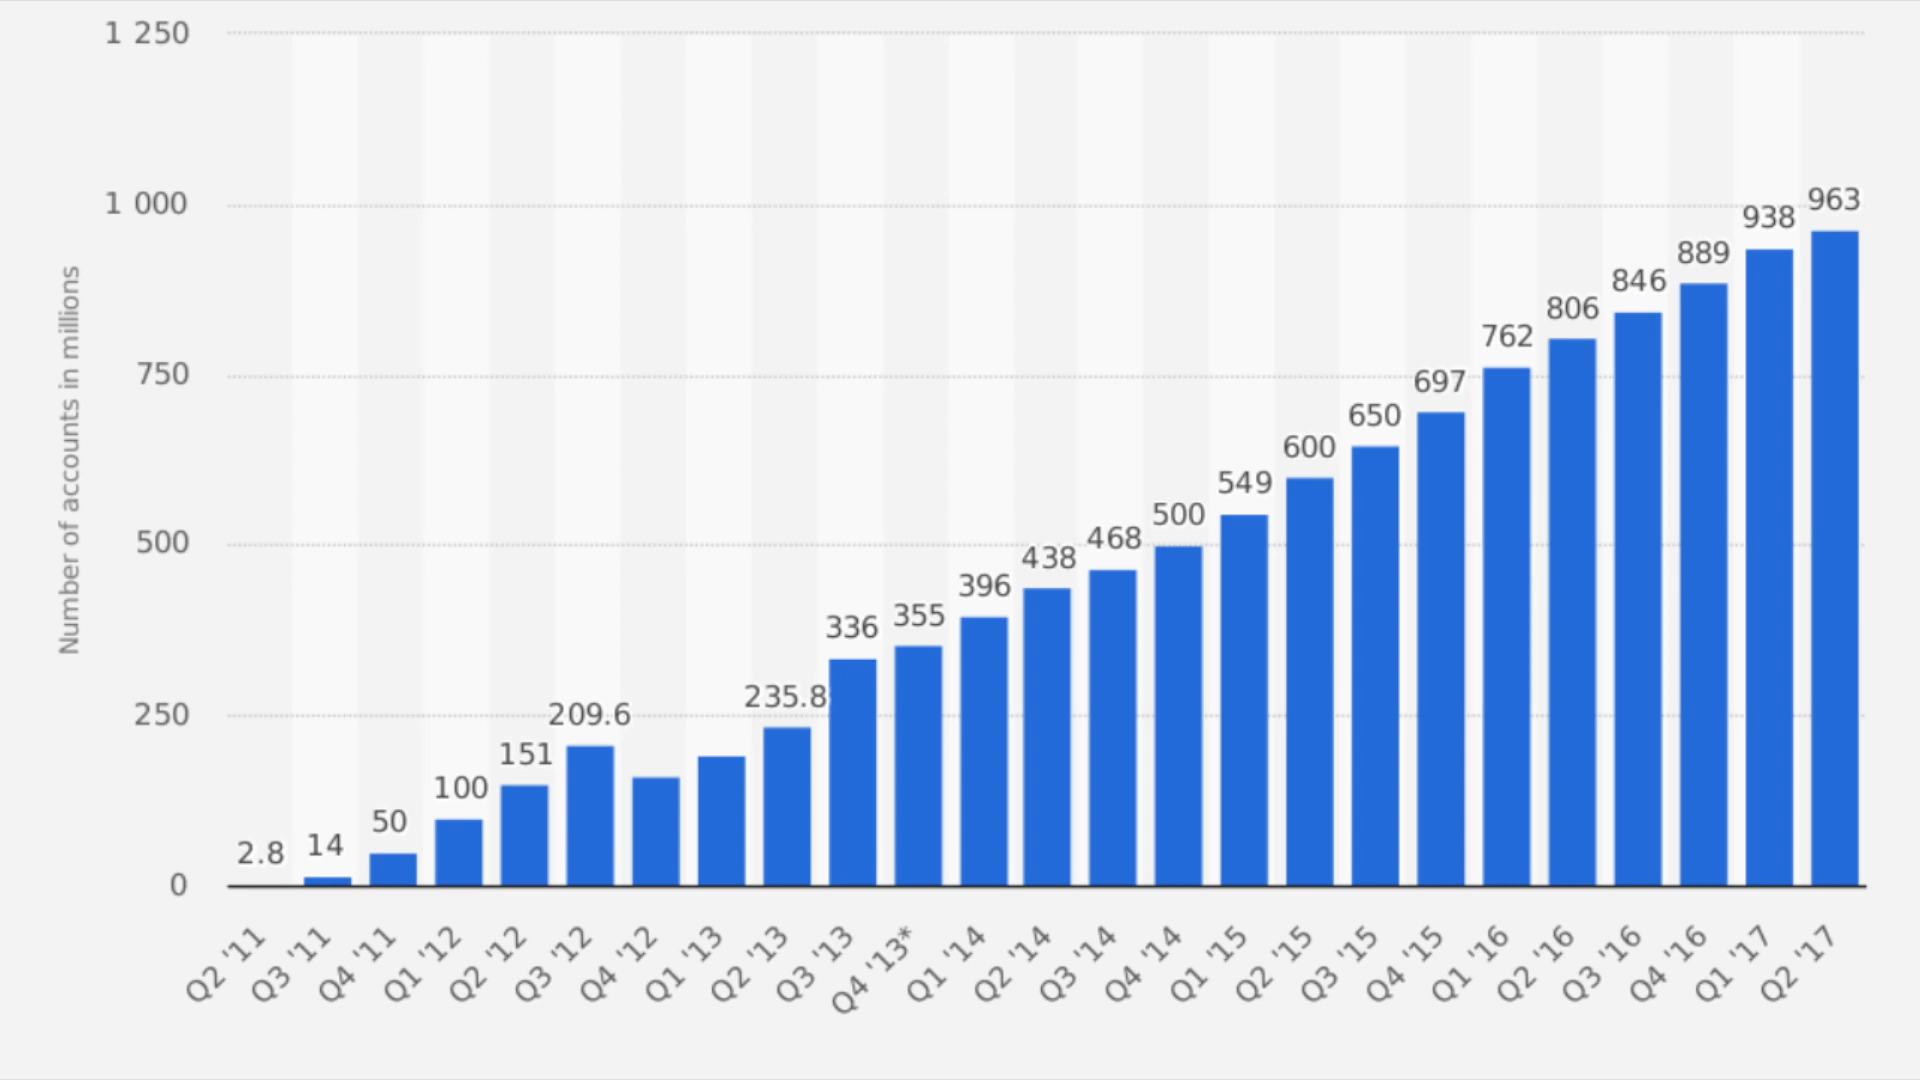 1 250
1 000
750
500
250
0
Number of accounts in millions
2.8
14
50
100
151
209.6
235.8
336
355
396
438
468
500
549
600
650
697
762
806
846
889
938
963
Q2 '11
Q3 '11
Q4 '11
Q1 '12
Q2 '12
Q3 '12
Q4 '12
Q1 '13
Q2 '13
Q3 '13
Q4 '13*
Q1 '14
Q2 '14
Q3 '14
Q4 '14
Q1 '15
Q2 '15
Q3 '15
Q4 '15
Q1 '16
Q2 '16
Q3 '16
Q4 '16
Q1 '17
Q2 '17